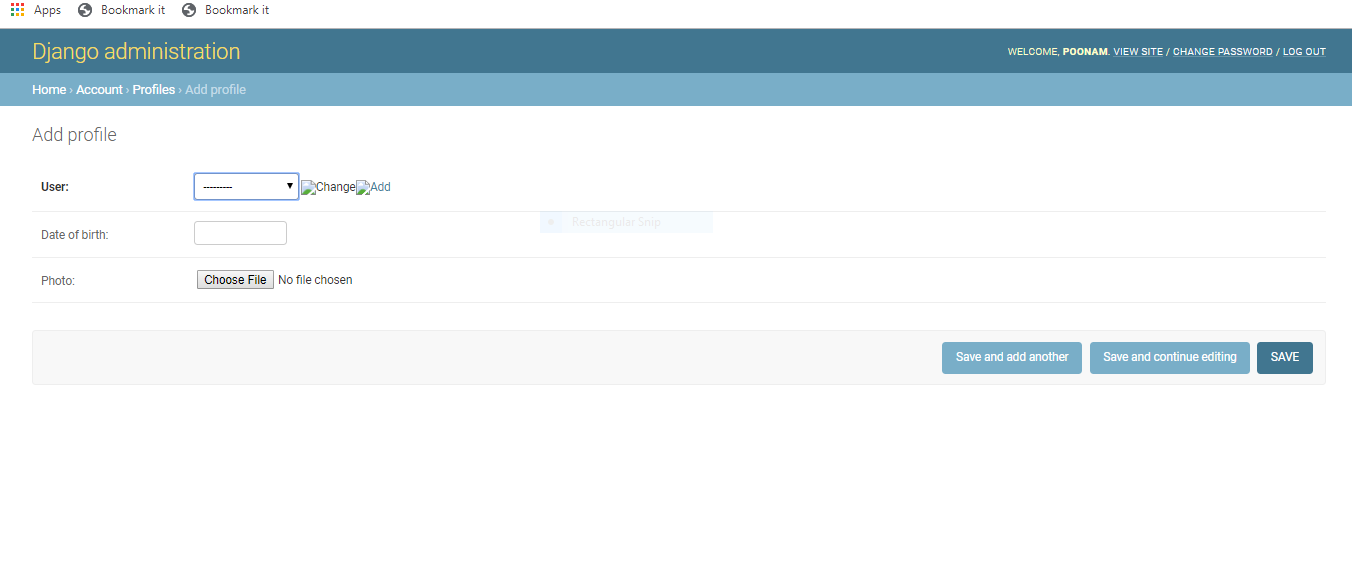 Apps Bookmark it Bookmark it
Django administration
WELCOME, POONAM. VIEW SITE / CHANGE PASSWORD / LOG OUT
Home › Account › Profiles › Add profile
Add profile
User: --------- Change Add
Rectangular Snip
Date of birth:
Photo: Choose File No file chosen
Save and add another Save and continue editing SAVE